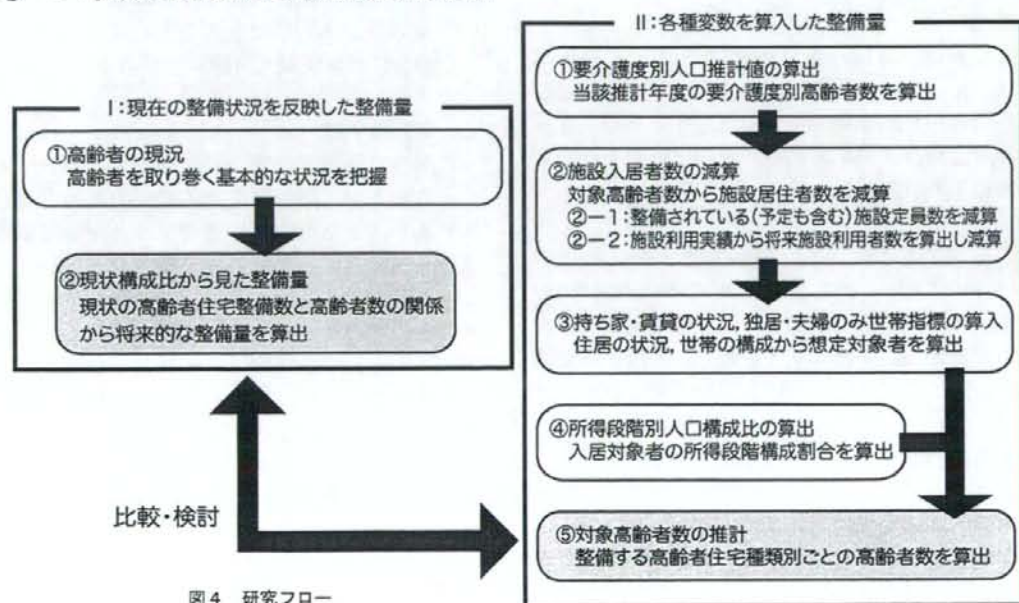 Ⅰ:現在の整備状況を反映した整備量
①高齢者の現況
高齢者を取り巻く基本的な状況を把握
②現状構成比から見た整備量
現状の高齢者住宅整備数と高齢者数の関係
から将来的な整備量を算出
比較・検討
Ⅱ:各種変数を算入した整備量
①要介護度別人口推計値の算出
当該推計年度の要介護度別高齢者数を算出
②施設入居者数の減算
対象高齢者数から施設居住者数を減算
②－1:整備されている(予定も含む)施設定員数を減算
②－2:施設利用実績から将来施設利用者数を算出し減算
③持ち家・賃貸の状況,独居・夫婦のみ世帯指標の算入
住居の状況,世帯の構成から想定対象者を算出
④所得段階別人口構成比の算出
入居対象者の所得段階構成割合を算出
⑤対象高齢者数の推計
整備する高齢者住宅種類別ごとの高齢者数を算出
図4 研究フロー